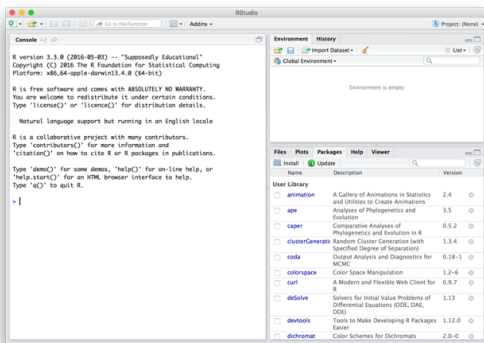 RStudio
Go to file/function
Addins
Project: (None)
Console ~/
R version 3.3.0 (2016-05-03) -- "Supposedly Educational"
Copyright (C) 2016 The R Foundation for Statistical Computing
Platform: x86_64-apple-darwin13.4.0 (64-bit)
R is free software and comes with ABSOLUTELY NO WARRANTY.
You are welcome to redistribute it under certain conditions.
Type 'license()' or 'licence()' for distribution details.
Natural language support but running in an English locale
R is a collaborative project with many contributors.
Type 'contributors()' for more information and
'citation()' on how to cite R or R packages in publications.
Type 'demo()' for some demos, 'help()' for on-line help, or
'help.start()' for an HTML browser interface to help.
Type 'q()' to quit R.
>
Environment History
Import Dataset
List
Global Environment
Environment is empty
Files Plots Packages Help Viewer
Install Update
Name Description Version
User Library
animation A Gallery of Animations in Statistics 2.4
and Utilities to Create Animations
ape Analyses of Phylogenetics and 3.5
Evolution
caper Comparative Analyses of 0.5.2
Phylogenetics and Evolution in R
clusterGeneratic Random Cluster Generation (with 1.3.4
Specified Degree of Separation)
coda Output Analysis and Diagnostics for 0.18-1
MCMC
colorspace Color Space Manipulation 1.2-6
curl A Modern and Flexible Web Client for 0.9.7
R
deSolve Solvers for Initial Value Problems of 1.13
Differential Equations (ODE, DAE,
DDE)
devtools Tools to Make Developing R Packages 1.12.0
Easier
dichromat Color Schemes for Dichromats 2.0-0